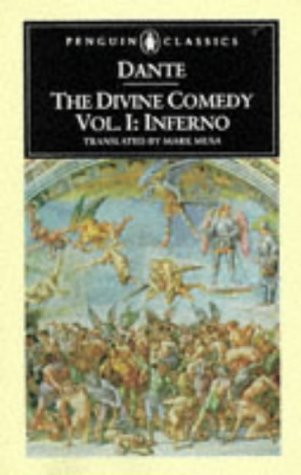 PENGUIN CLASSICS
DANTE
THE DIVINE COMEDY
VOL. I: INFERNO
TRANSLATED BY MARK MUSA